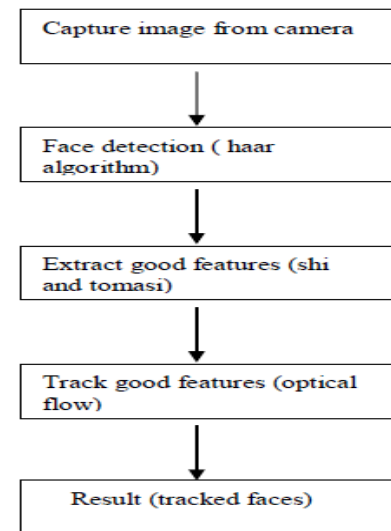 Capture image from camera
Face detection ( haar
algorithm)
Extract good features (shi
and tomasi)
Track good features (optical
flow)
Result (tracked faces)